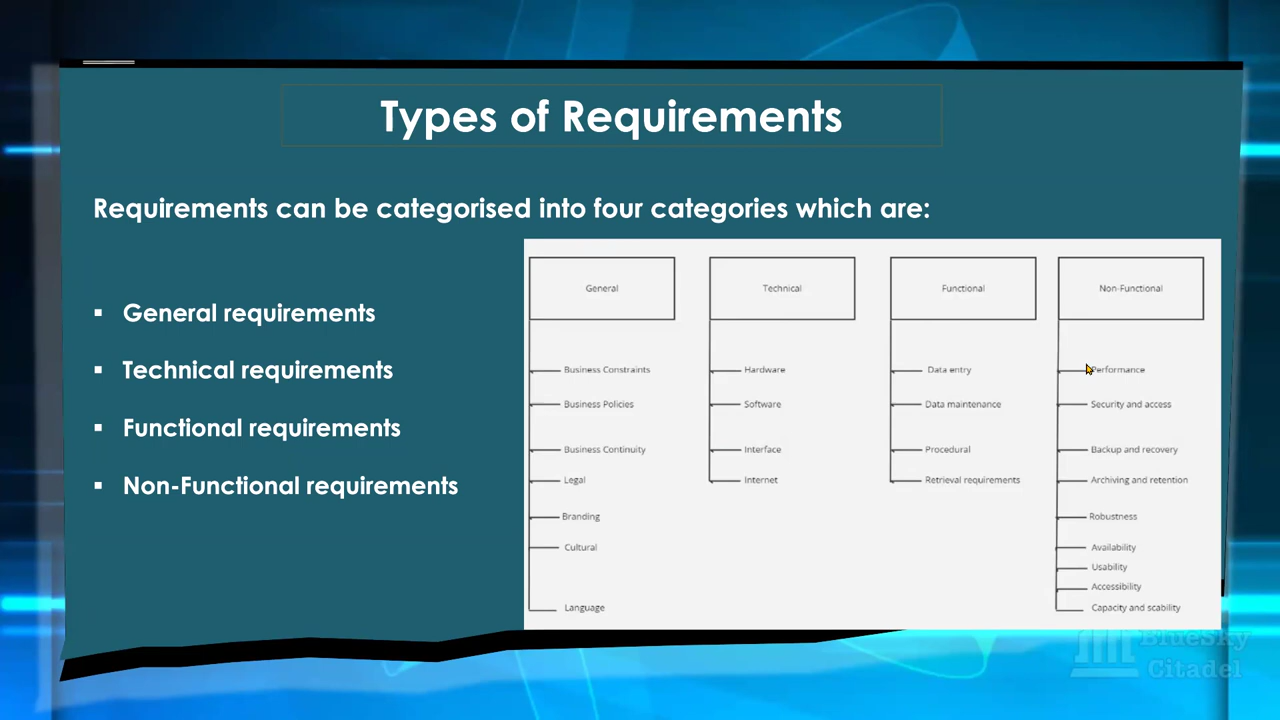 Types of Requirements
Requirements can be categorised into four categories which are:
▪ General requirements
▪ Technical requirements
▪ Functional requirements
▪ Non-Functional requirements
General
Business Constraints
Business Policies
Business Continuity
Legal
Branding
Cultural
Language
Technical
Hardware
Software
Interface
Internet
Functional
Data entry
Data maintenance
Procedural
Retrieval requirements
Non-Functional
Performance
Security and access
Backup and recovery
Archiving and retention
Robustness
Availability
Usability
Accessibility
Capacity and scability
BlueSky
Citadel